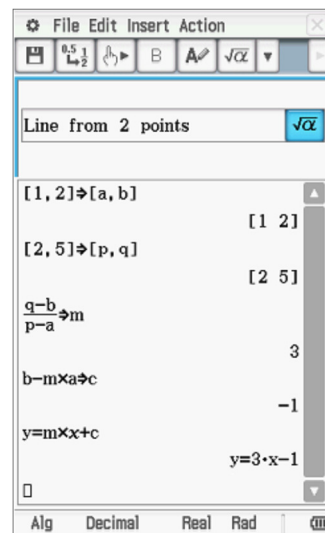 File Edit Insert Action
0.5 1 2 B A √α
Line from 2 points √α
[1,2]⇒[a,b]
[1 2]
[2,5]⇒[p,q]
[2 5]
q−b
p−a ⇒m
3
b−m×a⇒c
−1
y=m×x+c
y=3·x−1
Alg Decimal Real Rad